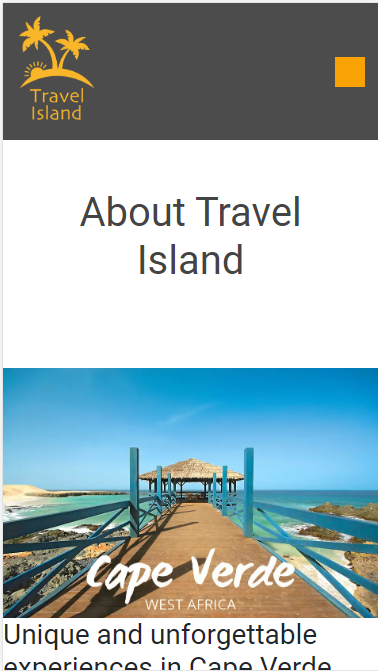 Travel
Island
About Travel
Island
Cape Verde
WEST AFRICA
Unique and unforgettable
experiences in Cape Verde